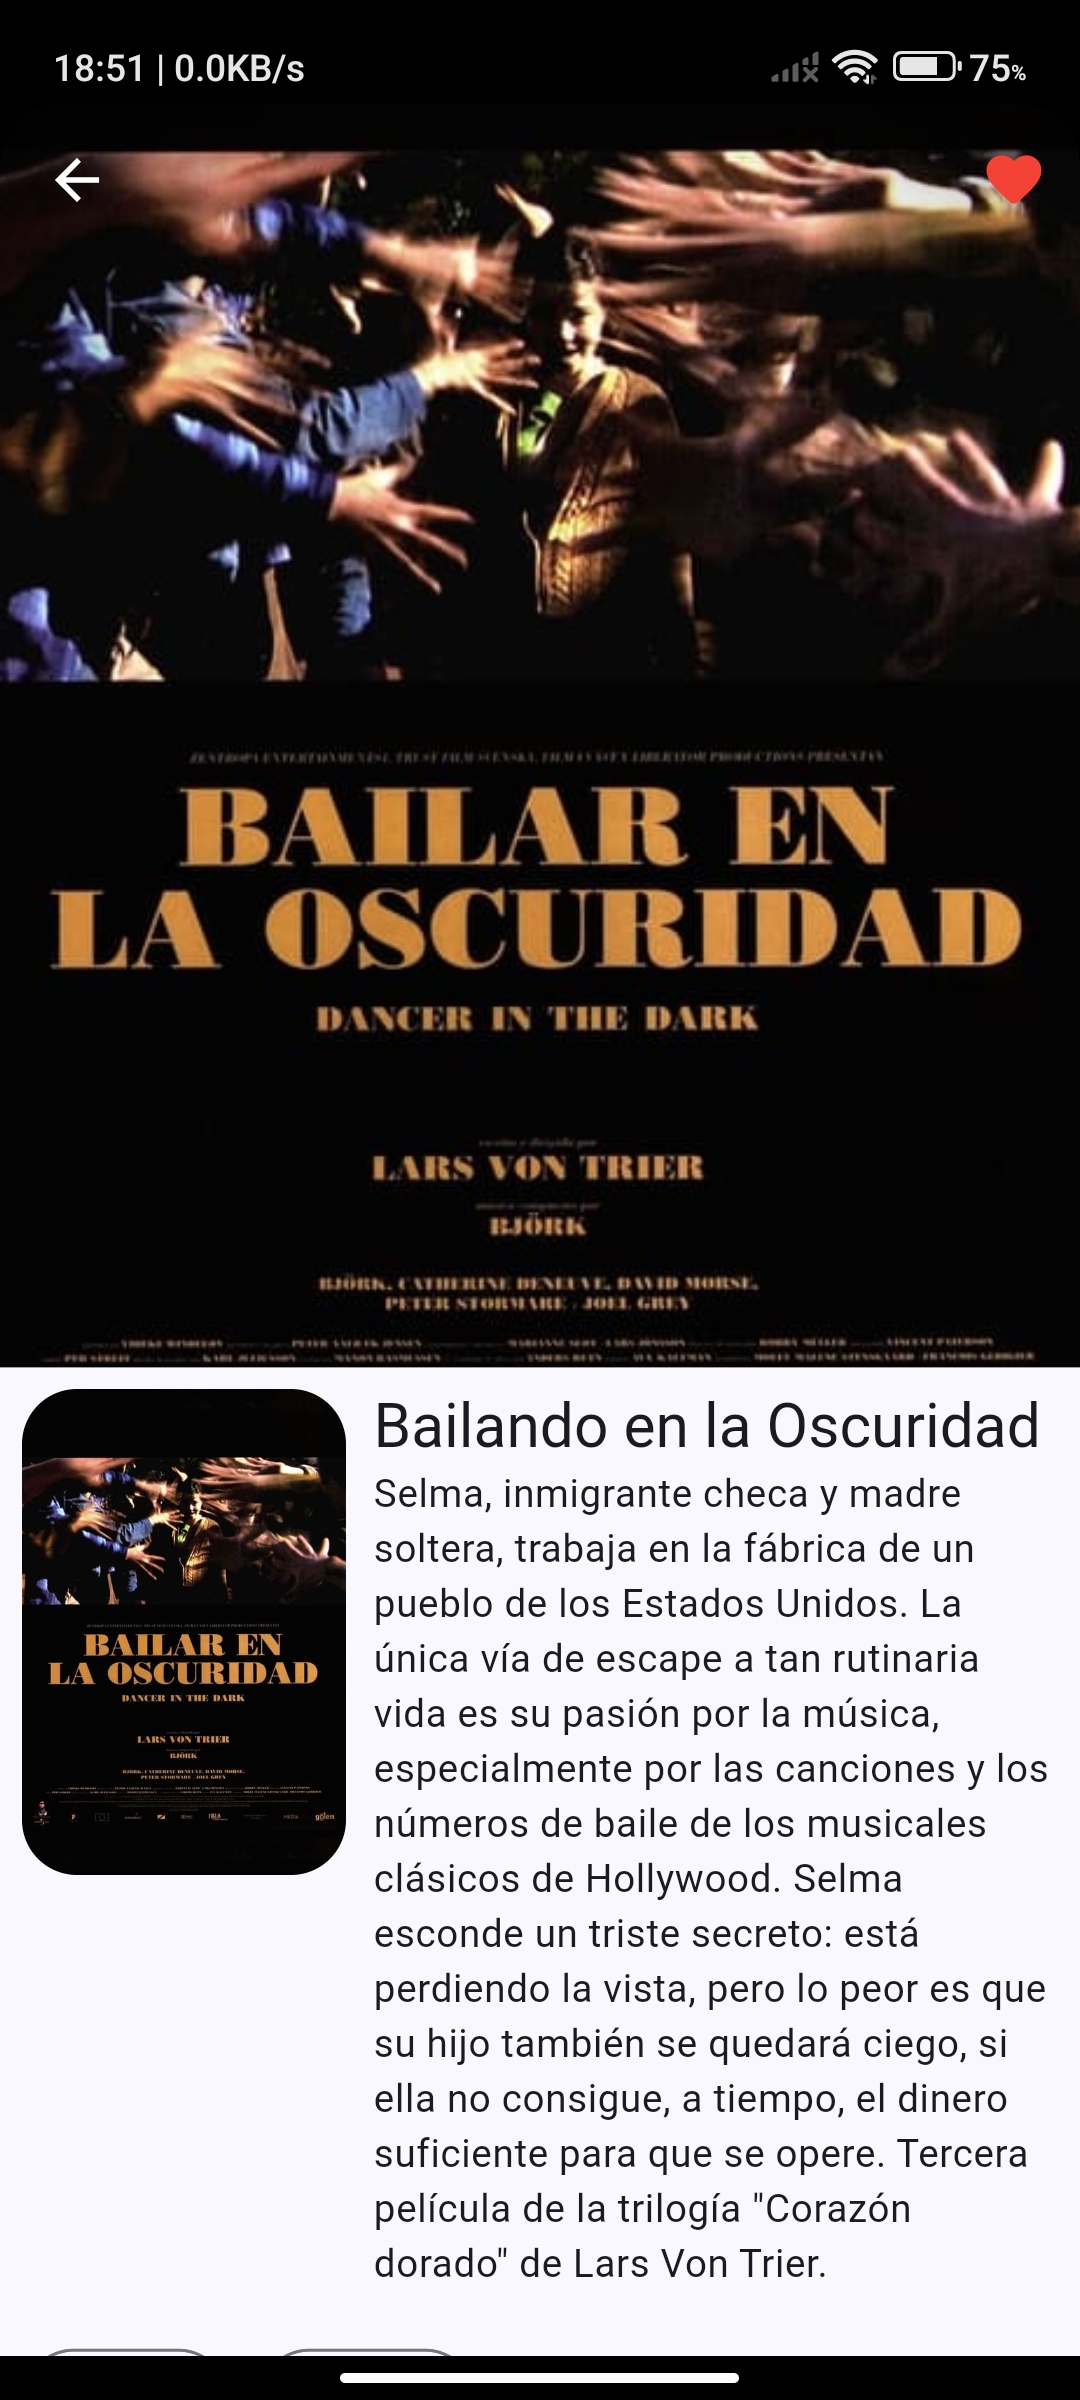 18:51 | 0.0KB/s
75%
BAILAR EN
LA OSCURIDAD
DANCER IN THE DARK
escrita y dirigida por
LARS VON TRIER
BJÖRK
BJÖRK, CATHERINE DENEUVE, DAVID MORSE,
PETER STORMARE JOEL GREY
Bailando en la Oscuridad
Selma, inmigrante checa y madre
soltera, trabaja en la fábrica de un
pueblo de los Estados Unidos. La
única vía de escape a tan rutinaria
vida es su pasión por la música,
especialmente por las canciones y los
números de baile de los musicales
clásicos de Hollywood. Selma
esconde un triste secreto: está
perdiendo la vista, pero lo peor es que
su hijo también se quedará ciego, si
ella no consigue, a tiempo, el dinero
suficiente para que se opere. Tercera
película de la trilogía "Corazón
dorado" de Lars Von Trier.
BAILAR EN
LA OSCURIDAD
DANCER IN THE DARK
LARS VON TRIER
BJÖRK